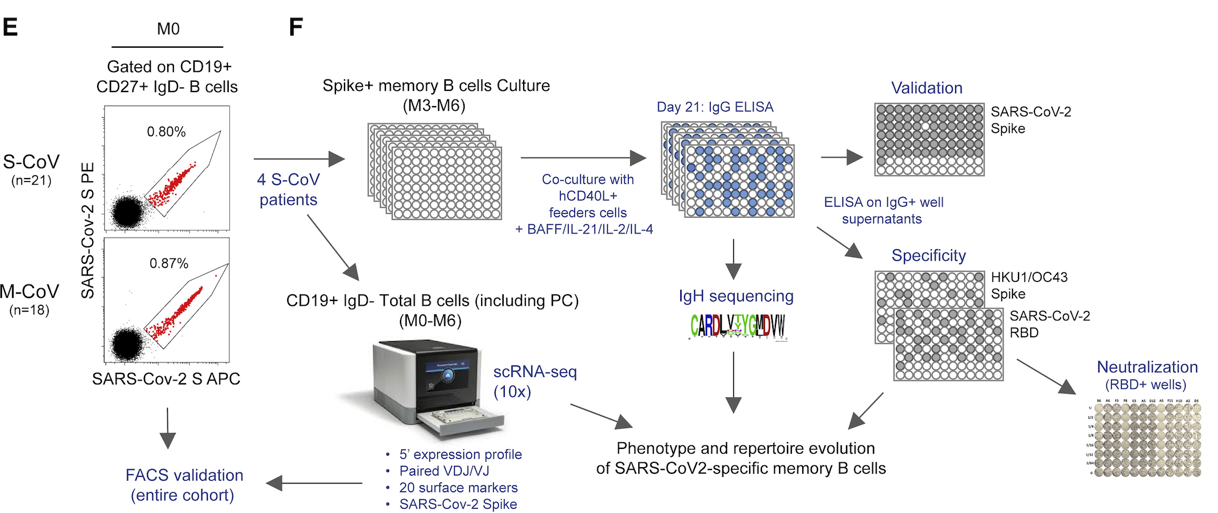 E
M0
Gated on CD19+
CD27+ IgD- B cells
0.80%
S-CoV
(n=21)
0.87%
M-CoV
(n=18)
SARS-Cov-2 S PE
SARS-Cov-2 S APC
FACS validation
(entire cohort)
F
4 S-CoV
patients
Spike+ memory B cells Culture
(M3-M6)
Co-culture with
hCD40L+
feeders cells
+ BAFF/IL-21/IL-2/IL-4
Day 21: IgG ELISA
Validation
SARS-CoV-2
Spike
ELISA on IgG+ well
supernatants
Specificity
HKU1/OC43
Spike
SARS-CoV-2
RBD
Neutralization
(RBD+ wells)
IgH sequencing
CD19+ IgD- Total B cells (including PC)
(M0-M6)
scRNA-seq
(10x)
• 5' expression profile
• Paired VDJ/VJ
• 20 surface markers
• SARS-Cov-2 Spike
Phenotype and repertoire evolution
of SARS-CoV2-specific memory B cells